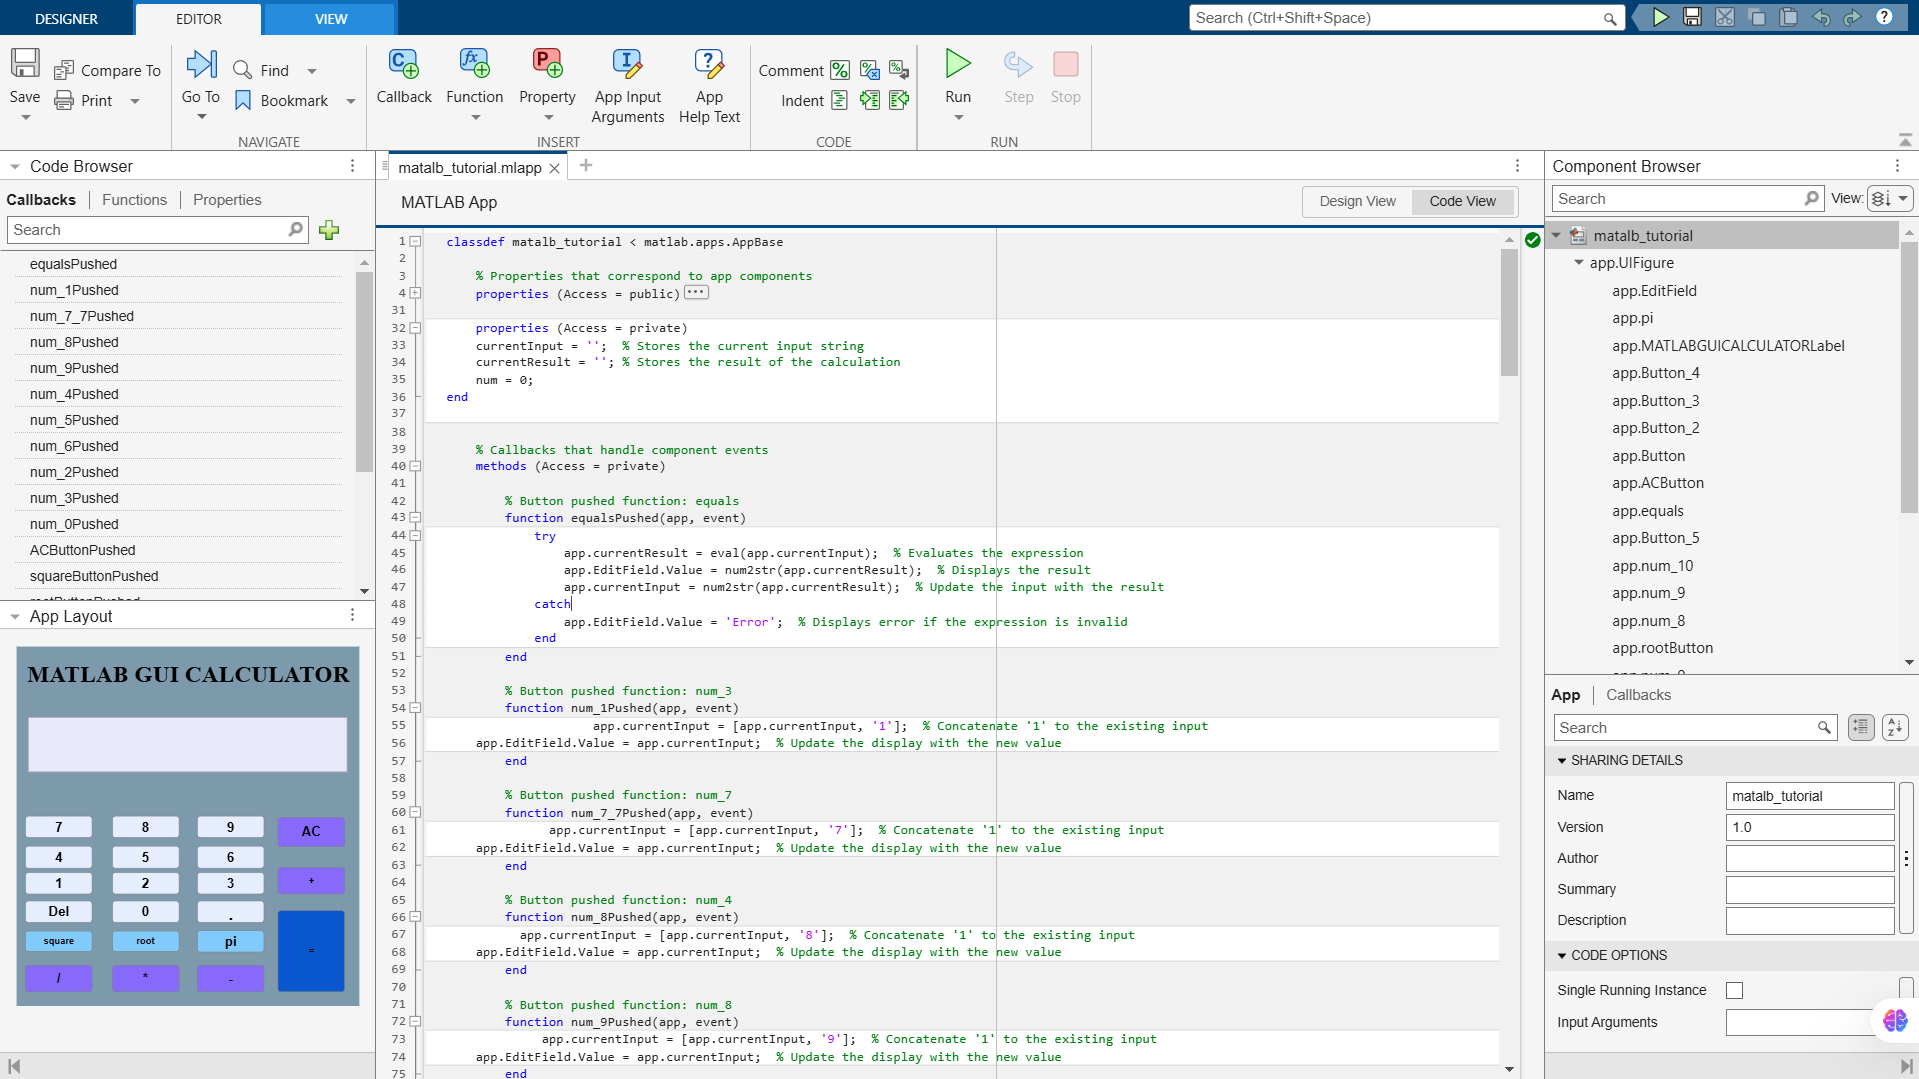 DESIGNER
EDITOR
VIEW
Search (Ctrl+Shift+Space)
Save
Compare To
Print
Go To
Find
Bookmark
NAVIGATE
Callback
Function
Property
App Input
Arguments
App
Help Text
INSERT
Comment
Indent
CODE
Run
Step
Stop
RUN
Code Browser
Callbacks
Functions
Properties
Search
equalsPushed
num_1Pushed
num_7_7Pushed
num_8Pushed
num_9Pushed
num_4Pushed
num_5Pushed
num_6Pushed
num_2Pushed
num_3Pushed
num_0Pushed
ACButtonPushed
squareButtonPushed
App Layout
MATLAB GUI CALCULATOR
7 8 9 AC
4 5 6
1 2 3 +
Del 0 .
square root pi =
/ * -
matalb_tutorial.mlapp
MATLAB App
Design View
Code View
1 classdef matalb_tutorial < matlab.apps.AppBase
2
3 % Properties that correspond to app components
4 properties (Access = public) ...
31
32 properties (Access = private)
33 currentInput = ''; % Stores the current input string
34 currentResult = ''; % Stores the result of the calculation
35 num = 0;
36 end
37
38
39 % Callbacks that handle component events
40 methods (Access = private)
41
42 % Button pushed function: equals
43 function equalsPushed(app, event)
44 try
45 app.currentResult = eval(app.currentInput); % Evaluates the expression
46 app.EditField.Value = num2str(app.currentResult); % Displays the result
47 app.currentInput = num2str(app.currentResult); % Update the input with the result
48 catch
49 app.EditField.Value = 'Error'; % Displays error if the expression is invalid
50 end
51 end
52
53 % Button pushed function: num_3
54 function num_1Pushed(app, event)
55 app.currentInput = [app.currentInput, '1']; % Concatenate '1' to the existing input
56 app.EditField.Value = app.currentInput; % Update the display with the new value
57 end
58
59 % Button pushed function: num_7
60 function num_7_7Pushed(app, event)
61 app.currentInput = [app.currentInput, '7']; % Concatenate '1' to the existing input
62 app.EditField.Value = app.currentInput; % Update the display with the new value
63 end
64
65 % Button pushed function: num_4
66 function num_8Pushed(app, event)
67 app.currentInput = [app.currentInput, '8']; % Concatenate '1' to the existing input
68 app.EditField.Value = app.currentInput; % Update the display with the new value
69 end
70
71 % Button pushed function: num_8
72 function num_9Pushed(app, event)
73 app.currentInput = [app.currentInput, '9']; % Concatenate '1' to the existing input
74 app.EditField.Value = app.currentInput; % Update the display with the new value
75 end
Component Browser
Search
View:
matalb_tutorial
app.UIFigure
app.EditField
app.pi
app.MATLABGUICALCULATORLabel
app.Button_4
app.Button_3
app.Button_2
app.Button
app.ACButton
app.equals
app.Button_5
app.num_10
app.num_9
app.num_8
app.rootButton
App
Callbacks
Search
SHARING DETAILS
Name matalb_tutorial
Version 1.0
Author
Summary
Description
CODE OPTIONS
Single Running Instance
Input Arguments